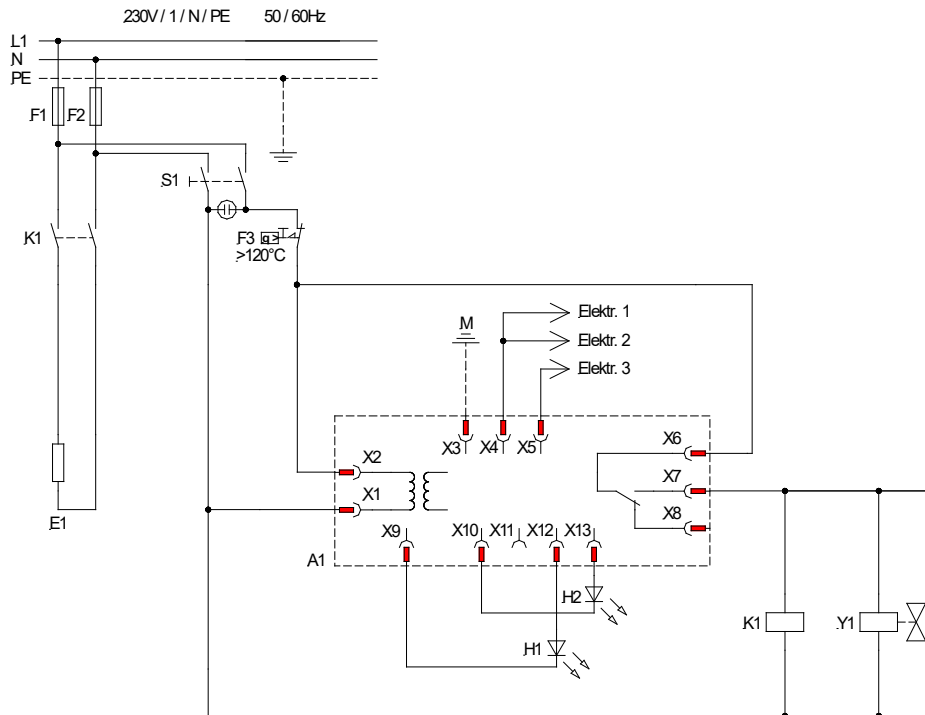 230V / 1 / N / PE 50 / 60Hz
L1
N
PE
F1 F2
S1
K1
F3 >120°C
Elektr. 1
Elektr. 2
Elektr. 3
M
X3 X4 X5
X6
X2
X7
X1
X8
X9 X10 X11 X12 X13
E1
A1
H2
K1 Y1
H1